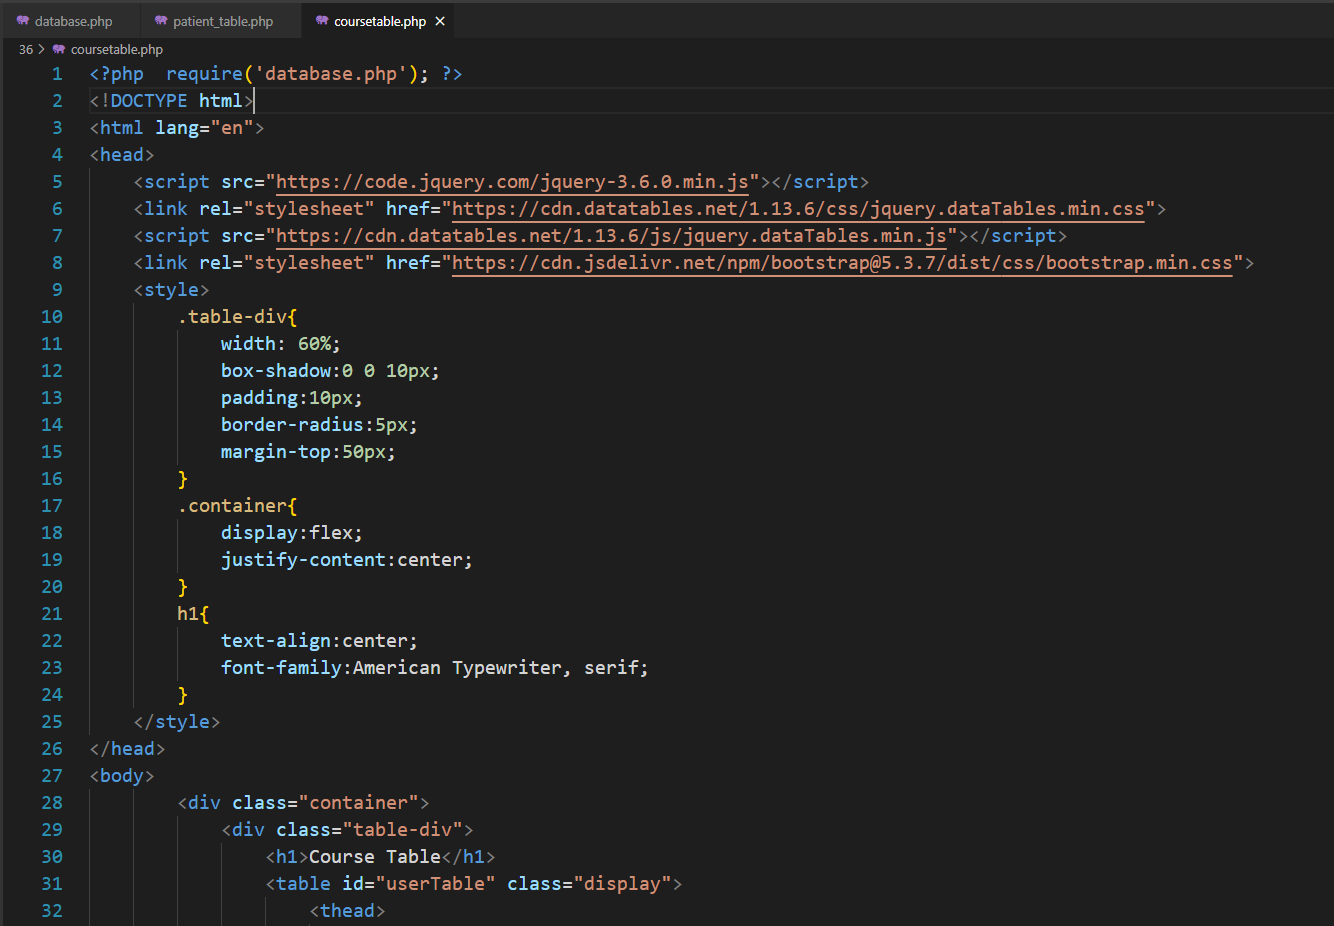 database.php patient_table.php coursetable.php ×
36 > coursetable.php
1 <?php  require('database.php'); ?>
2 <!DOCTYPE html>
3 <html lang="en">
4 <head>
5     <script src="https://code.jquery.com/jquery-3.6.0.min.js"></script>
6     <link rel="stylesheet" href="https://cdn.datatables.net/1.13.6/css/jquery.dataTables.min.css">
7     <script src="https://cdn.datatables.net/1.13.6/js/jquery.dataTables.min.js"></script>
8     <link rel="stylesheet" href="https://cdn.jsdelivr.net/npm/bootstrap@5.3.7/dist/css/bootstrap.min.css">
9     <style>
10         .table-div{
11             width: 60%;
12             box-shadow:0 0 10px;
13             padding:10px;
14             border-radius:5px;
15             margin-top:50px;
16         }
17         .container{
18             display:flex;
19             justify-content:center;
20         }
21         h1{
22             text-align:center;
23             font-family:American Typewriter, serif;
24         }
25     </style>
26 </head>
27 <body>
28         <div class="container">
29             <div class="table-div">
30                 <h1>Course Table</h1>
31                 <table id="userTable" class="display">
32                     <thead>